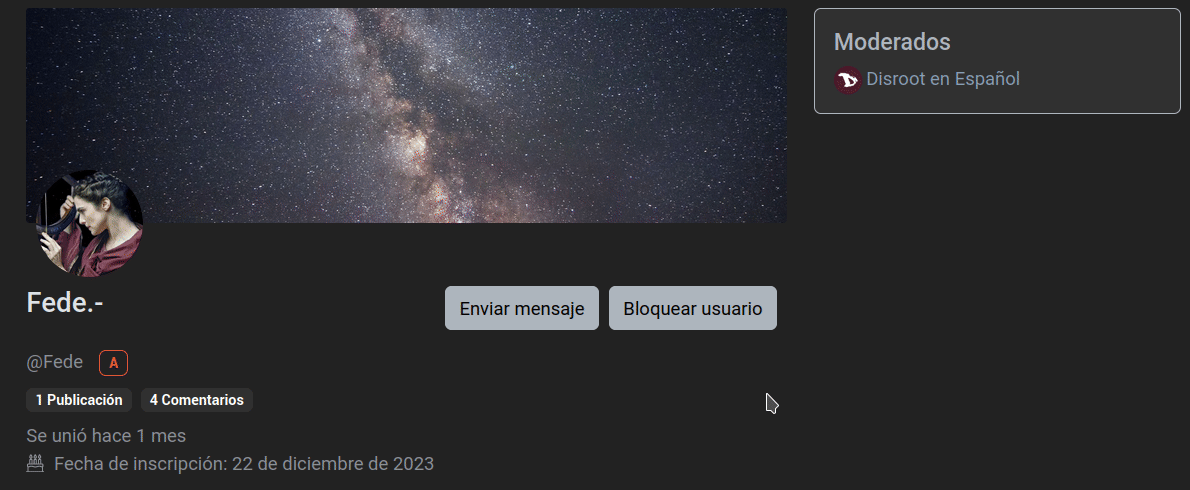 Moderados
Disroot en Español
Fede.-
Enviar mensaje
Bloquear usuario
@Fede A
1 Publicación 4 Comentarios
Se unió hace 1 mes
Fecha de inscripción: 22 de diciembre de 2023